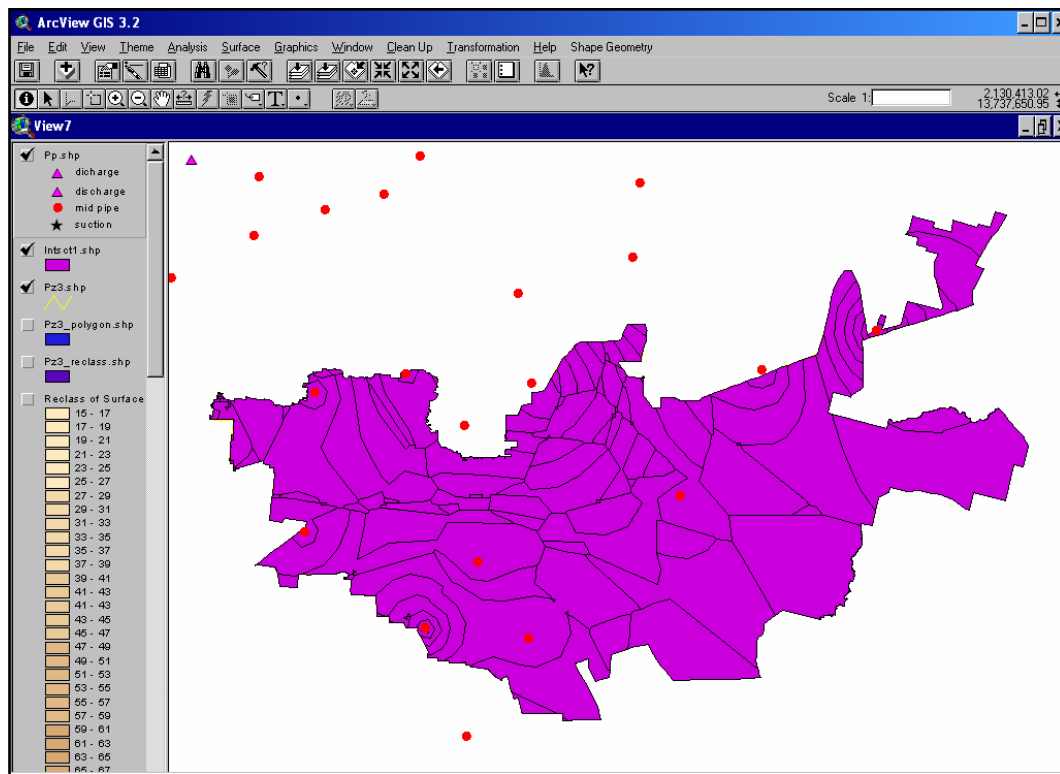 ArcView GIS 3.2
File Edit View Theme Analysis Surface Graphics Window Clean Up Transformation Help Shape Geometry
Scale 1: 2,130,413.02
13,737,650.95
View7
Pp.shp
dicharge
discharge
mid pipe
suction
Intsct1.shp
Pz3.shp
Pz3_polygon.shp
Pz3_reclass.shp
Reclass of Surface
15 - 17
17 - 19
19 - 21
21 - 23
23 - 25
25 - 27
27 - 29
29 - 31
31 - 33
33 - 35
35 - 37
37 - 39
39 - 41
41 - 43
43 - 45
45 - 47
47 - 49
49 - 51
51 - 53
53 - 55
55 - 57
57 - 59
59 - 61
61 - 63
63 - 65
65 - 67